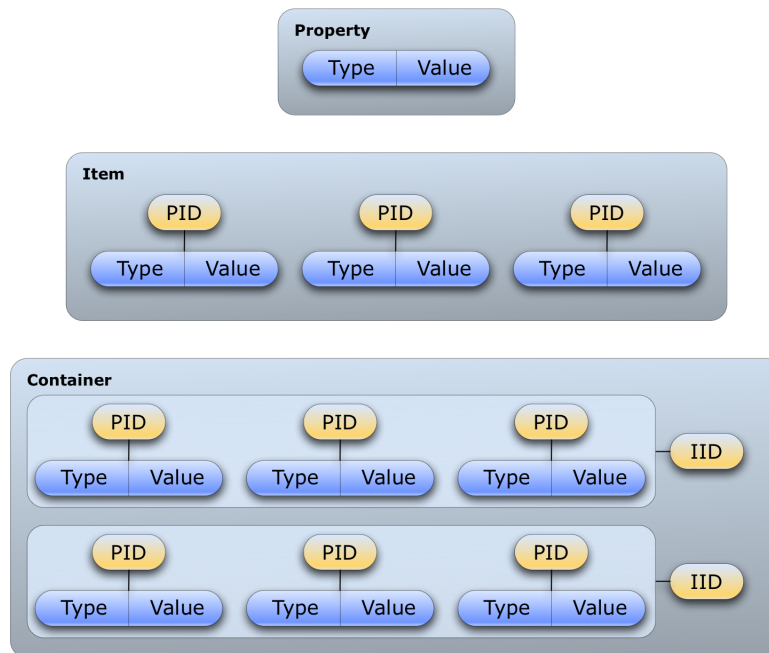 Property
Type Value
Item
PID PID PID
Type Value Type Value Type Value
Container
PID PID PID
IID
Type Value Type Value Type Value
PID PID PID
IID
Type Value Type Value Type Value